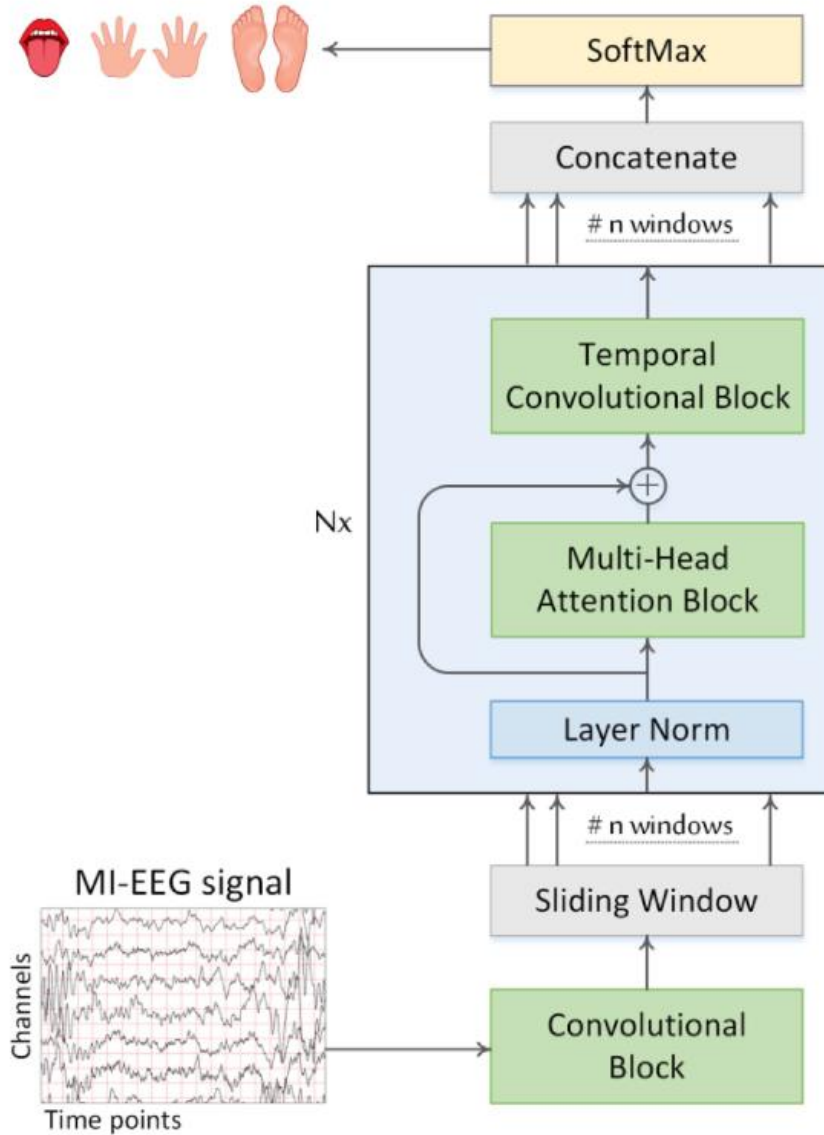 SoftMax
Concatenate
# n windows
Temporal
Convolutional Block
Nx
Multi-Head
Attention Block
Layer Norm
# n windows
Sliding Window
MI-EEG signal
Channels
Time points
Convolutional
Block